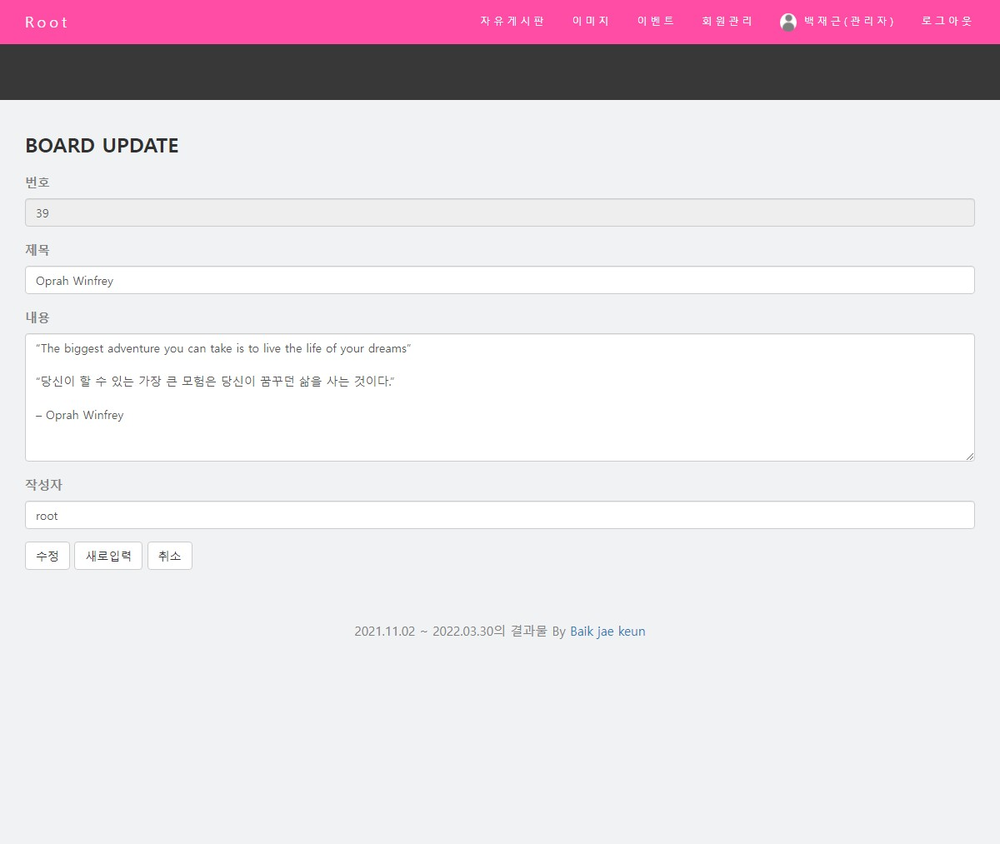 Root
자유게시판 이미지 이벤트 회원관리 백재근(관리자) 로그아웃
BOARD UPDATE
번호
39
제목
Oprah Winfrey
내용
“The biggest adventure you can take is to live the life of your dreams”
“당신이 할 수 있는 가장 큰 모험은 당신이 꿈꾸던 삶을 사는 것이다.”
– Oprah Winfrey
작성자
root
수정 새로입력 취소
2021.11.02 ~ 2022.03.30의 결과물 By Baik jae keun